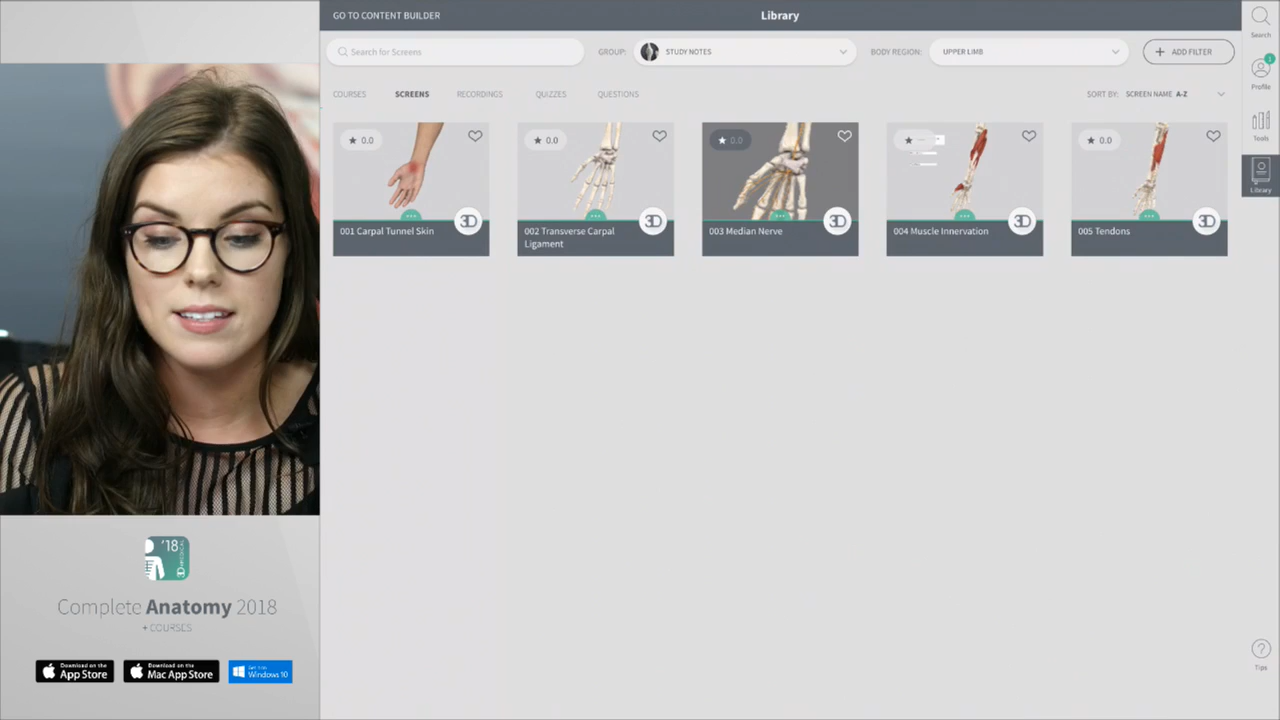 GO TO CONTENT BUILDER
Library
Search
Search for Screens
GROUP:
STUDY NOTES
BODY REGION:
UPPER LIMB
ADD FILTER
1
Profile
COURSES
SCREENS
RECORDINGS
QUIZZES
QUESTIONS
SORT BY:
SCREEN NAME A-Z
Tools
0.0
0.0
0.0
0.0
Library
3D
3D
3D
3D
3D
001 Carpal Tunnel Skin
002 Transverse Carpal
Ligament
003 Median Nerve
004 Muscle Innervation
005 Tendons
'18
3D
Complete Anatomy 2018
+ COURSES
Download on the
App Store
Download on the
Mac App Store
Windows 10
?
Tips